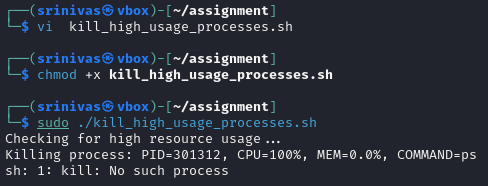 ┌──(srinivas㉿vbox)-[~/assignment]
└─$ vi  kill_high_usage_processes.sh
┌──(srinivas㉿vbox)-[~/assignment]
└─$ chmod +x kill_high_usage_processes.sh
┌──(srinivas㉿vbox)-[~/assignment]
└─$ sudo ./kill_high_usage_processes.sh
Checking for high resource usage...
Killing process: PID=301312, CPU=100%, MEM=0.0%, COMMAND=ps
sh: 1: kill: No such process